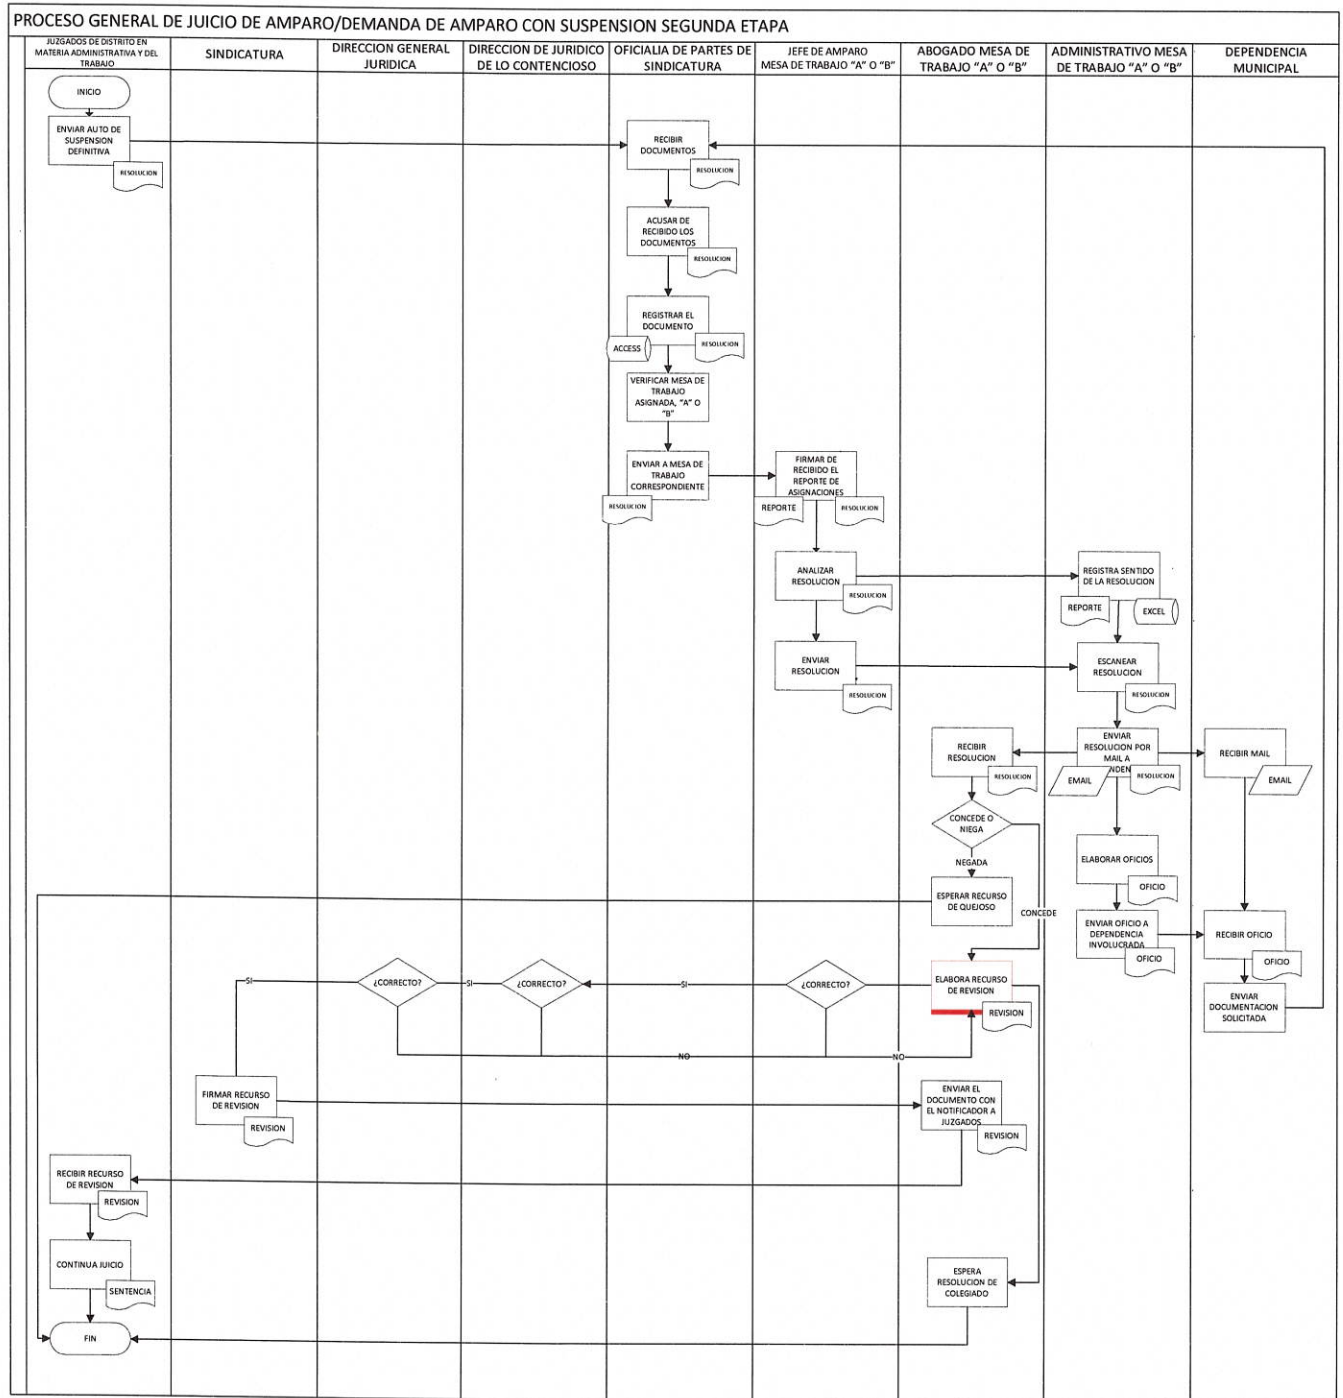 PROCESO GENERAL DE JUICIO DE AMPARO/DEMANDA DE AMPARO CON SUSPENSION SEGUNDA ETAPA
JUZGADOS DE DISTRITO EN
MATERIA ADMINISTRATIVA Y DEL
TRABAJO
SINDICATURA
DIRECCION GENERAL
JURIDICA
DIRECCION DE JURIDICO
DE LO CONTENCIOSO
OFICIALIA DE PARTES DE
SINDICATURA
JEFE DE AMPARO
MESA DE TRABAJO "A" O "B"
ABOGADO MESA DE
TRABAJO "A" O "B"
ADMINISTRATIVO MESA
DE TRABAJO "A" O "B"
DEPENDENCIA
MUNICIPAL
INICIO
ENVIAR AUTO DE
SUSPENSION
DEFINITIVA
RESOLUCION
RECIBIR
DOCUMENTOS
RESOLUCION
ACUSAR DE
RECIBIDO LOS
DOCUMENTOS
RESOLUCION
REGISTRAR EL
DOCUMENTO
ACCESS
RESOLUCION
VERIFICAR MESA DE
TRABAJO
ASIGNADA, "A" O
"B"
ENVIAR A MESA DE
TRABAJO
CORRESPONDIENTE
RESOLUCION
FIRMAR DE
RECIBIDO EL
REPORTE DE
ASIGNACIONES
REPORTE
RESOLUCION
ANALIZAR
RESOLUCION
RESOLUCION
REGISTRA SENTIDO
DE LA RESOLUCION
REPORTE
EXCEL
ENVIAR
RESOLUCION
RESOLUCION
ESCANEAR
RESOLUCION
RESOLUCION
RECIBIR
RESOLUCION
RESOLUCION
ENVIAR
RESOLUCION POR
MAIL A
NDEN
EMAIL
RESOLUCION
RECIBIR MAIL
EMAIL
CONCEDE O
NIEGA
NEGADA
ELABORAR OFICIOS
OFICIO
ESPERAR RECURSO
DE QUEJOSO
CONCEDE
ENVIAR OFICIO A
DEPENDENCIA
INVOLUCRADA
OFICIO
RECIBIR OFICIO
OFICIO
SI
¿CORRECTO?
SI
¿CORRECTO?
SI
¿CORRECTO?
ELABORA RECURSO
DE REVISION
REVISION
ENVIAR
DOCUMENTACION
SOLICITADA
NO
NO
FIRMAR RECURSO
DE REVISION
REVISION
ENVIAR EL
DOCUMENTO CON
EL NOTIFICADOR A
JUZGADOS
REVISION
RECIBIR RECURSO
DE REVISION
REVISION
CONTINUA JUICIO
SENTENCIA
ESPERA
RESOLUCION DE
COLEGIADO
FIN